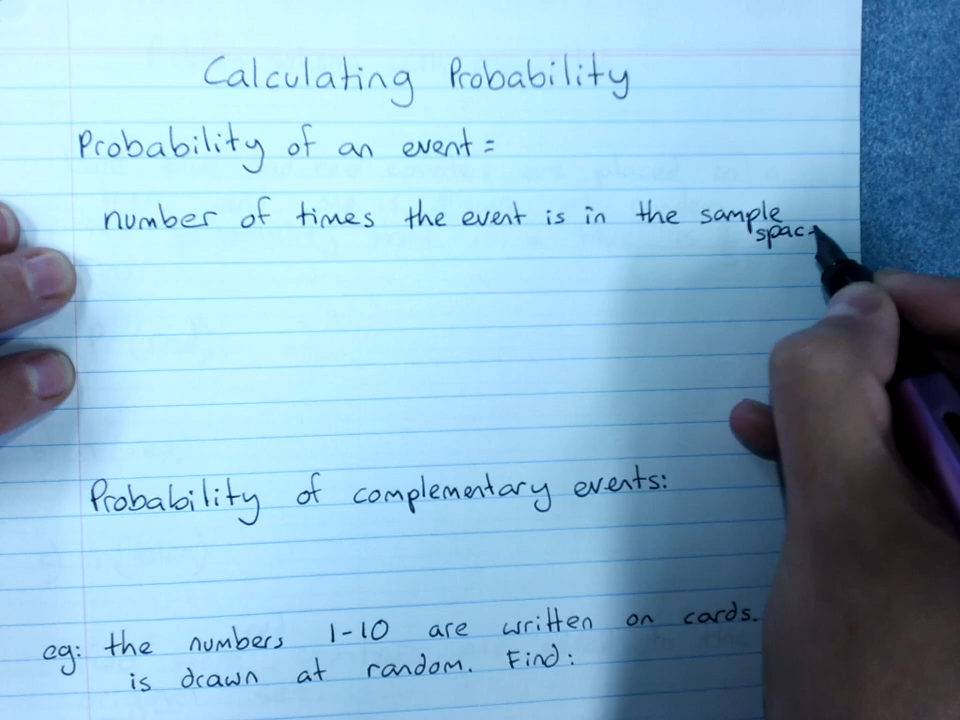 Calculating Probability
Probability of an event =
number of times the event is in the sample
spac
Probability of complementary events:
eg: the numbers 1-10 are written on cards.
is drawn at random. Find: